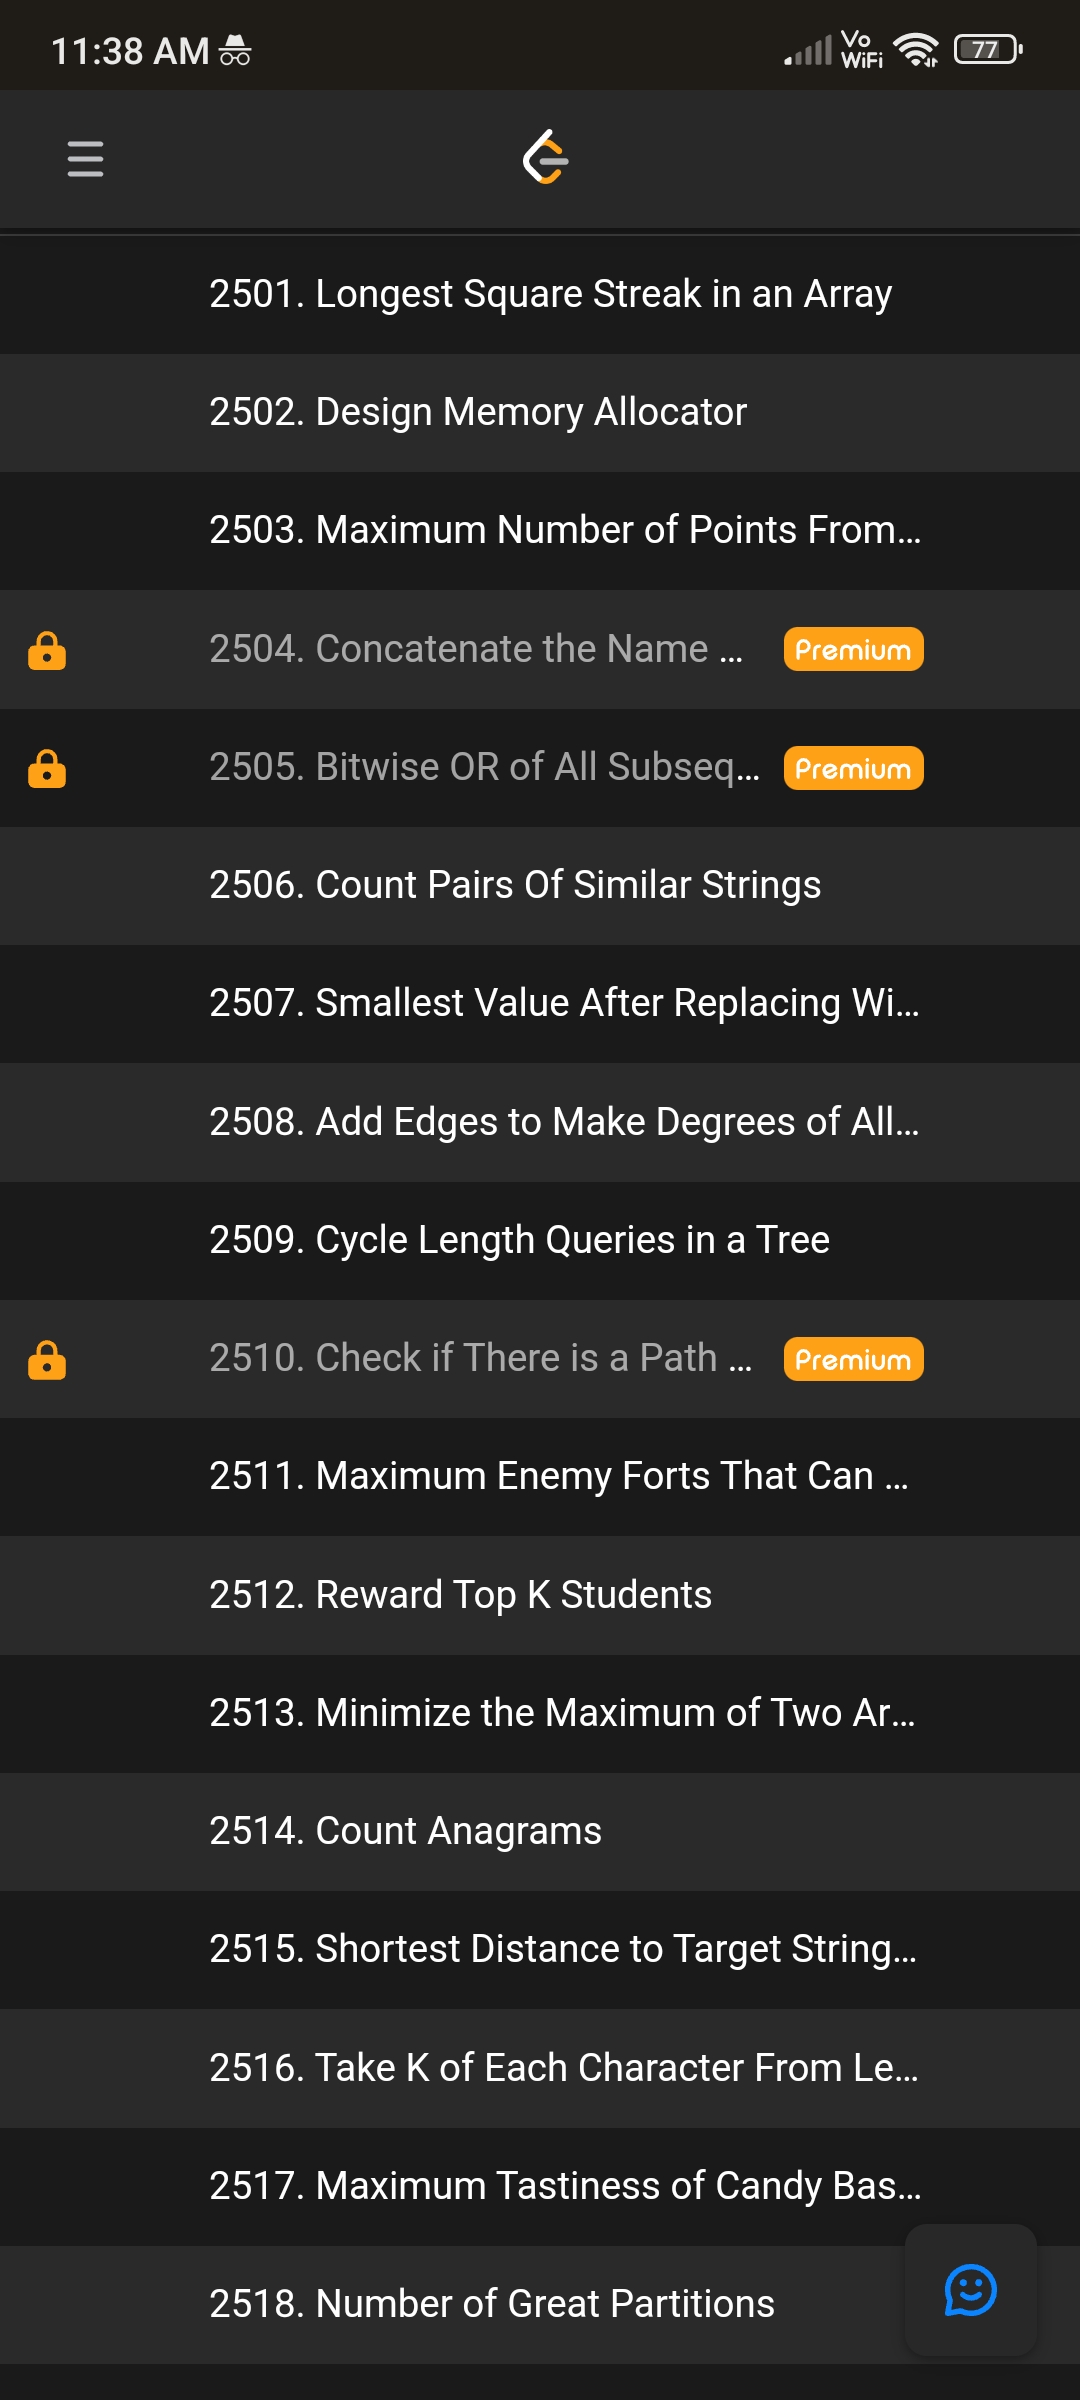 11:38 AM
Vo
WiFi
77
2501. Longest Square Streak in an Array
2502. Design Memory Allocator
2503. Maximum Number of Points From...
2504. Concatenate the Name ... Premium
2505. Bitwise OR of All Subseq... Premium
2506. Count Pairs Of Similar Strings
2507. Smallest Value After Replacing Wi...
2508. Add Edges to Make Degrees of All...
2509. Cycle Length Queries in a Tree
2510. Check if There is a Path ... Premium
2511. Maximum Enemy Forts That Can ...
2512. Reward Top K Students
2513. Minimize the Maximum of Two Ar...
2514. Count Anagrams
2515. Shortest Distance to Target String...
2516. Take K of Each Character From Le...
2517. Maximum Tastiness of Candy Bas...
2518. Number of Great Partitions